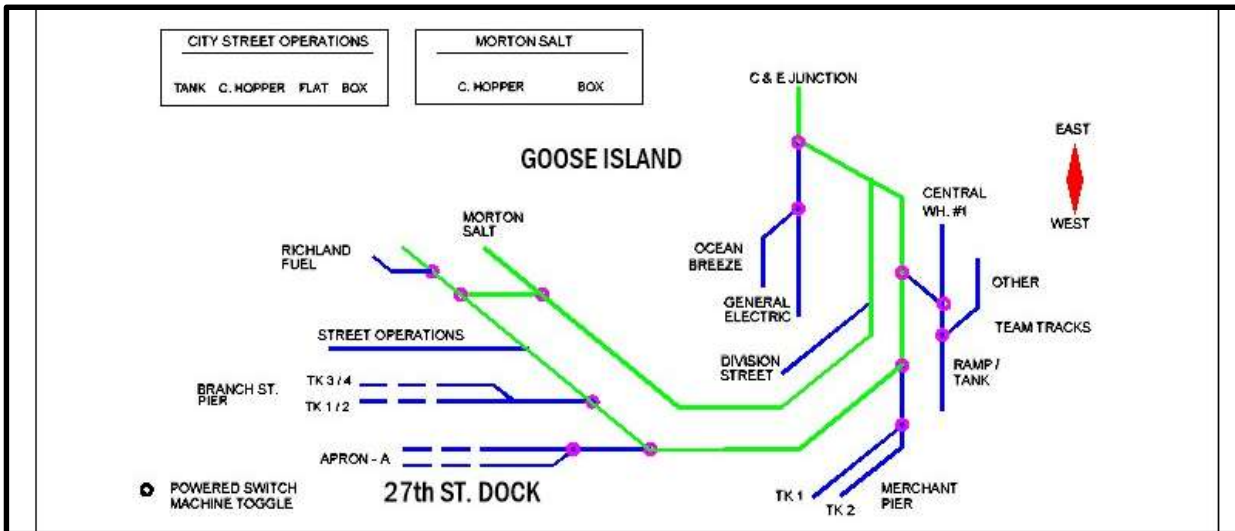 CITY STREET OPERATIONS
TANK C. HOPPER FLAT BOX
MORTON SALT
C. HOPPER BOX
C & E JUNCTION
EAST
WEST
GOOSE ISLAND
CENTRAL
WH. #1
MORTON
SALT
RICHLAND
FUEL
OCEAN
BREEZE
OTHER
GENERAL
ELECTRIC
TEAM TRACKS
STREET OPERATIONS
DIVISION
STREET
RAMP /
TANK
BRANCH ST.
PIER
TK 3 / 4
TK 1 / 2
APRON - A
27th ST. DOCK
MERCHANT
PIER
TK 1
TK 2
POWERED SWITCH
MACHINE TOGGLE